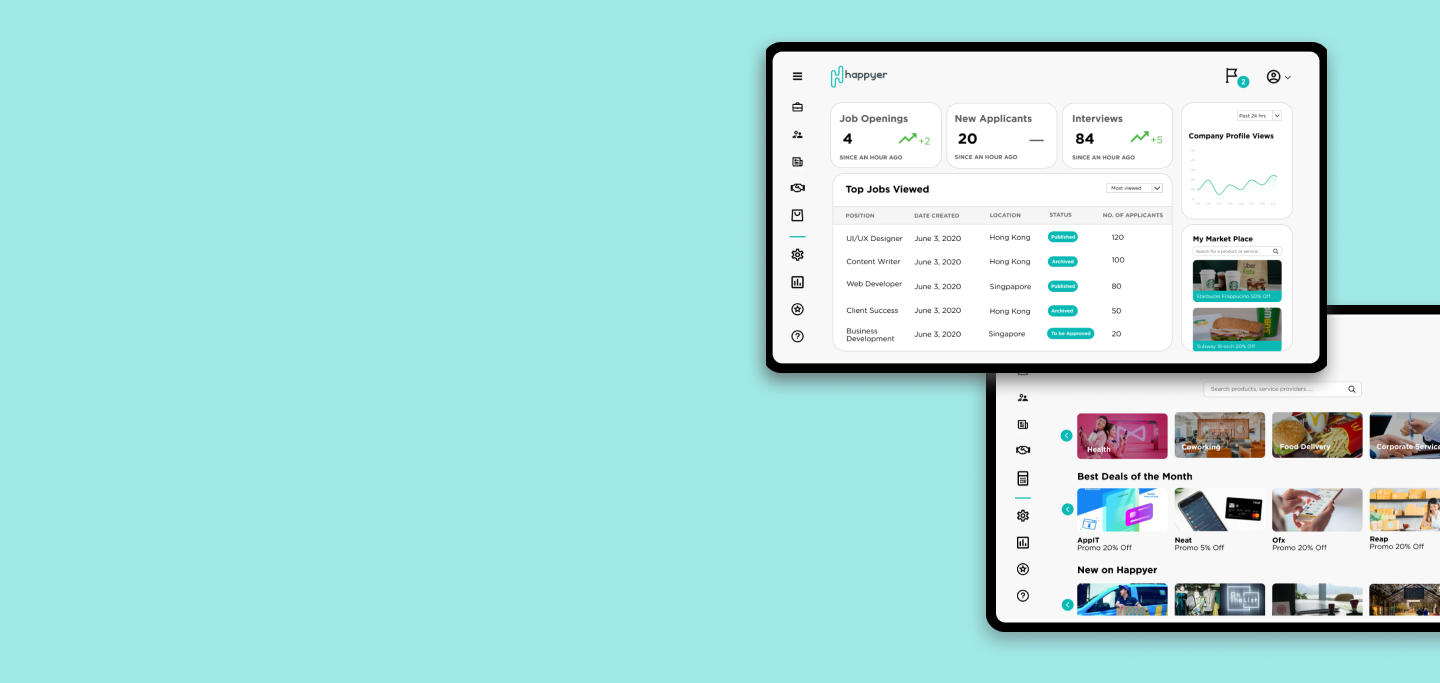 happyer
2
Job Openings
4
+2
SINCE AN HOUR AGO
New Applicants
20
SINCE AN HOUR AGO
Interviews
84
+5
SINCE AN HOUR AGO
Past 24 hrs
Company Profile Views
Top Jobs Viewed
Most viewed
POSITION DATE CREATED LOCATION STATUS NO. OF APPLICANTS
UI/UX Designer June 3, 2020 Hong Kong Published 120
Content Writer June 3, 2020 Hong Kong Archived 100
Web Developer June 3, 2020 Singpapore Published 80
Client Success June 3, 2020 Hong Kong Archived 50
Business
Development June 3, 2020 Singapore To be Approved 20
My Market Place
Search for a product or service
Uber
Starbucks Frappucino 50% Off
SUBWAY
Subway 16-inch 20% Off
Search products, service providers....
Health
Coworking
Food Delivery
Corporate Service
Best Deals of the Month
AppIT
Promo 20% Off
Neat
Promo 5% Off
Ofx
Promo 20% Off
Reap
Promo 20% Off
New on Happyer